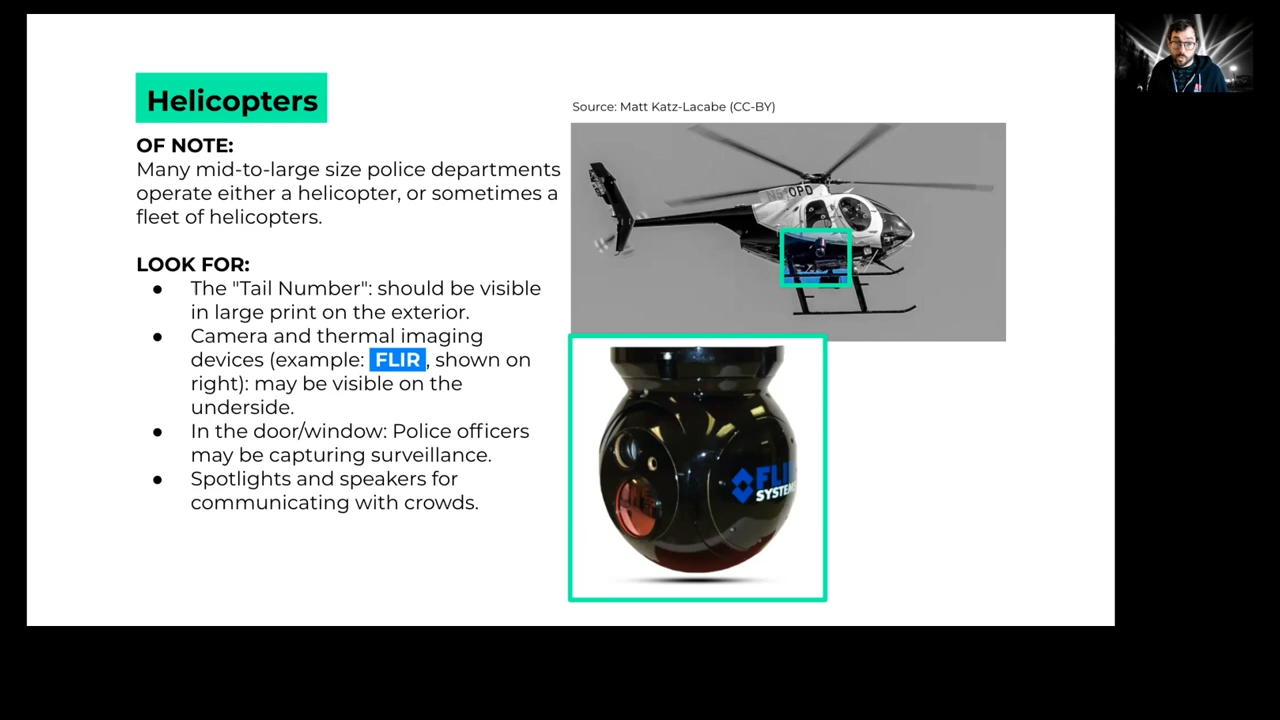 Helicopters
Source: Matt Katz-Lacabe (CC-BY)
OF NOTE:
Many mid-to-large size police departments
operate either a helicopter, or sometimes a
fleet of helicopters.
LOOK FOR:
● The "Tail Number": should be visible
in large print on the exterior.
● Camera and thermal imaging
devices (example: FLIR, shown on
right): may be visible on the
underside.
● In the door/window: Police officers
may be capturing surveillance.
● Spotlights and speakers for
communicating with crowds.
FLIR
SYSTEMS